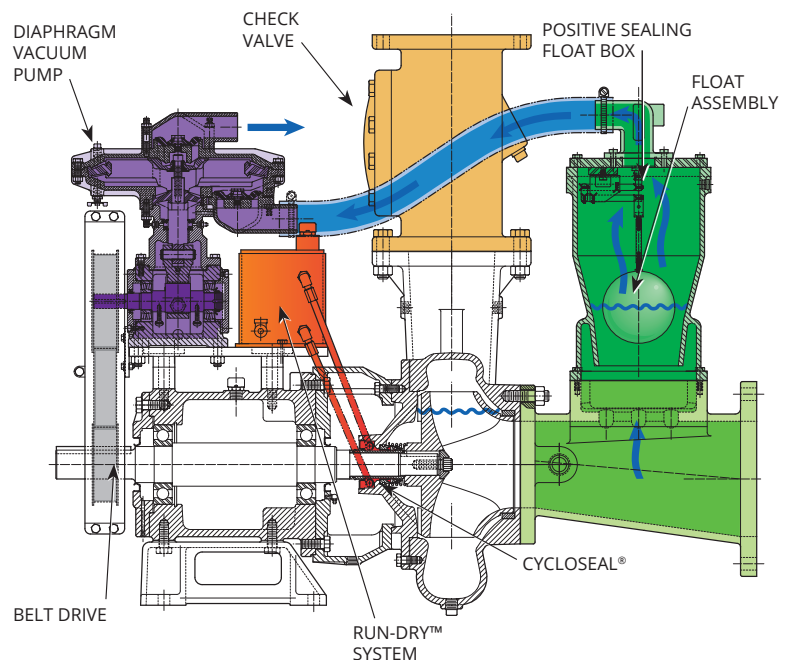 DIAPHRAGM
VACUUM
PUMP
CHECK
VALVE
POSITIVE SEALING
FLOAT BOX
FLOAT
ASSEMBLY
CYCLOSEAL®
BELT DRIVE
RUN-DRY™
SYSTEM